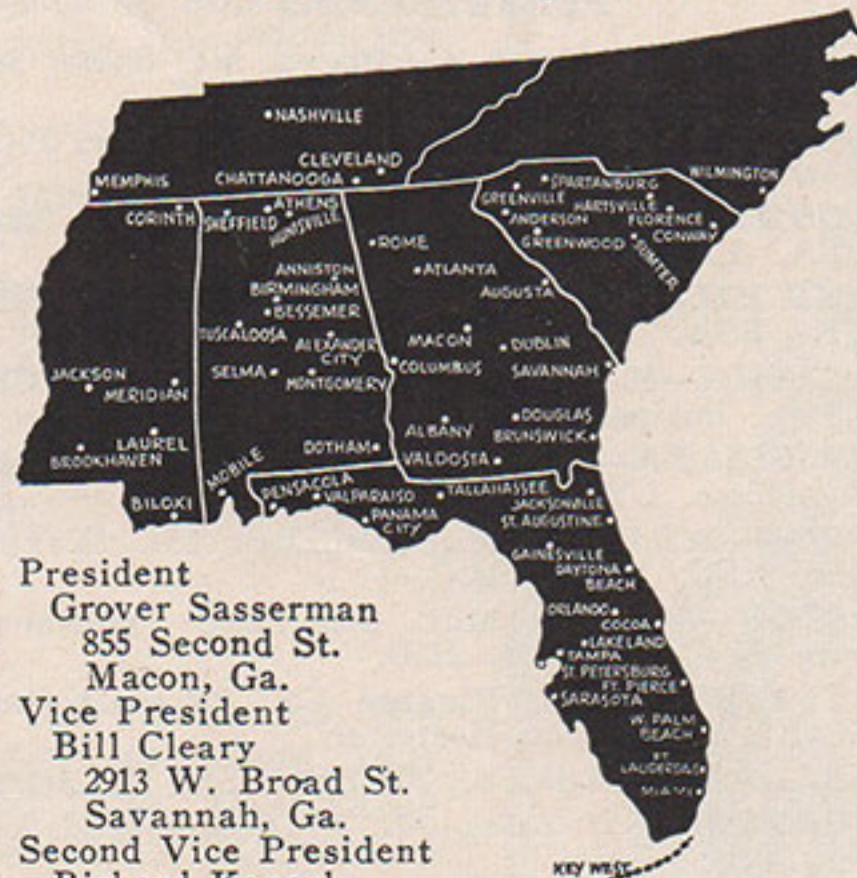 NASHVILLE
CLEVELAND
CHATTANOOGA
MEMPHIS
CORINTH
SHEFFIELD
ATHENS
HUNTSVILLE
ROME
ANNISTON
BIRMINGHAM
BESSEMER
ATLANTA
AUGUSTA
SPARTANBURG
GREENVILLE
HARTSVILLE
ANDERSON
FLORENCE
GREENWOOD
CONWAY
SUMTER
WILMINGTON
TUSCALOOSA
ALEXANDER
CITY
MACON
DUBLIN
COLUMBUS
SAVANNAH
JACKSON
MERIDIAN
SELMA
MONTGOMERY
LAUREL
BROOKHAVEN
DOTHAM
ALBANY
DOUGLAS
BRUNSWICK
VALDOSTA
BILOXI
MOBILE
PENSACOLA
VALPARAISO
PANAMA
CITY
TALLAHASSEE
JACKSONVILLE
ST. AUGUSTINE
GAINESVILLE
DAYTONA
BEACH
ORLANDO
COCOA
LAKELAND
TAMPA
ST. PETERSBURG
FT. PIERCE
SARASOTA
W. PALM
BEACH
FT.
MIAMI
KEY WEST
President
Grover Sasserman
855 Second St.
Macon, Ga.
Vice President
Bill Cleary
2913 W. Broad St.
Savannah, Ga.
Second Vice President
Richard